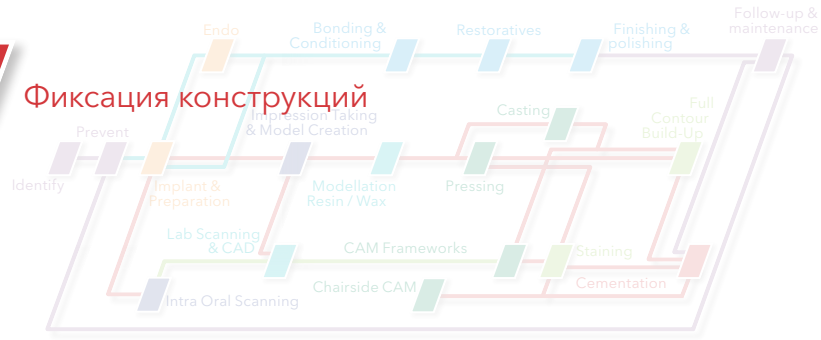 Follow-up &
maintenance
Endo
Bonding &
Conditioning
Restoratives
Finishing &
polishing
Фиксация конструкций
Impression Taking
& Model Creation
Casting
Full
Contour
Build-Up
Prevent
Identify
Implant &
Preparation
Modellation
Resin / Wax
Pressing
Lab Scanning
& CAD
CAM Frameworks
Staining
Chairside CAM
Cementation
Intra Oral Scanning